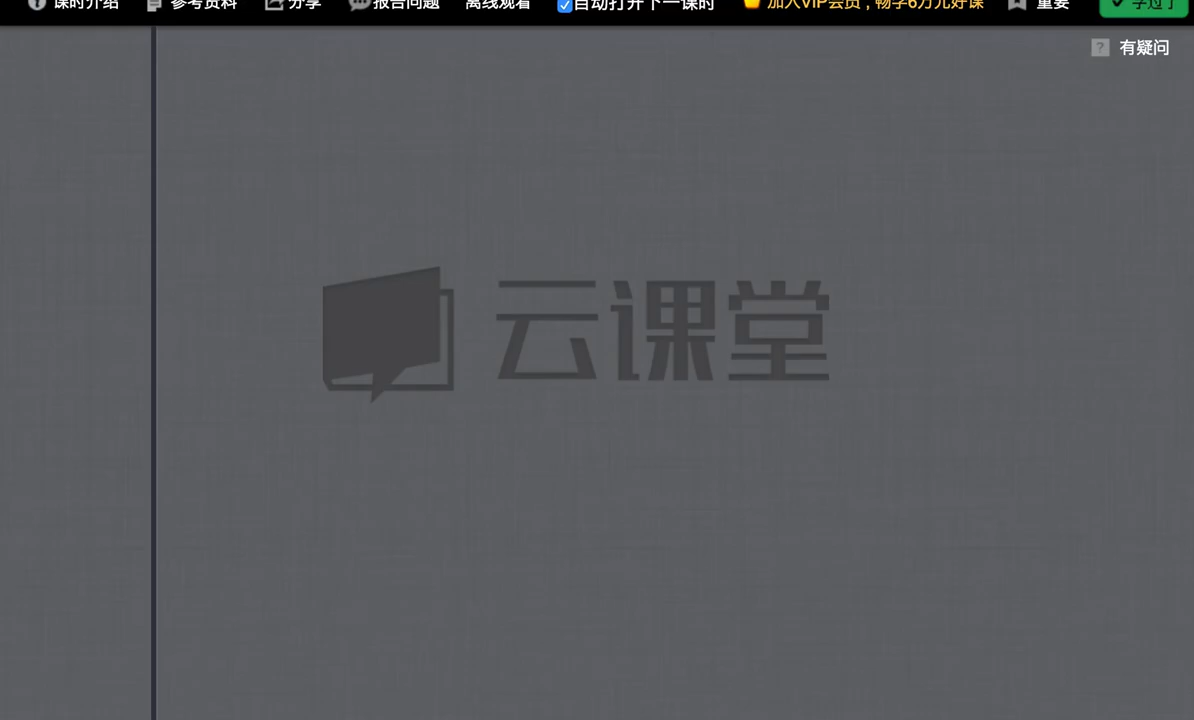 课时介绍 参考资料 分享 报告问题 离线观看 自动打开下一课时 加入VIP会员,畅学6万元好课 重要 学过了
? 有疑问
云课堂